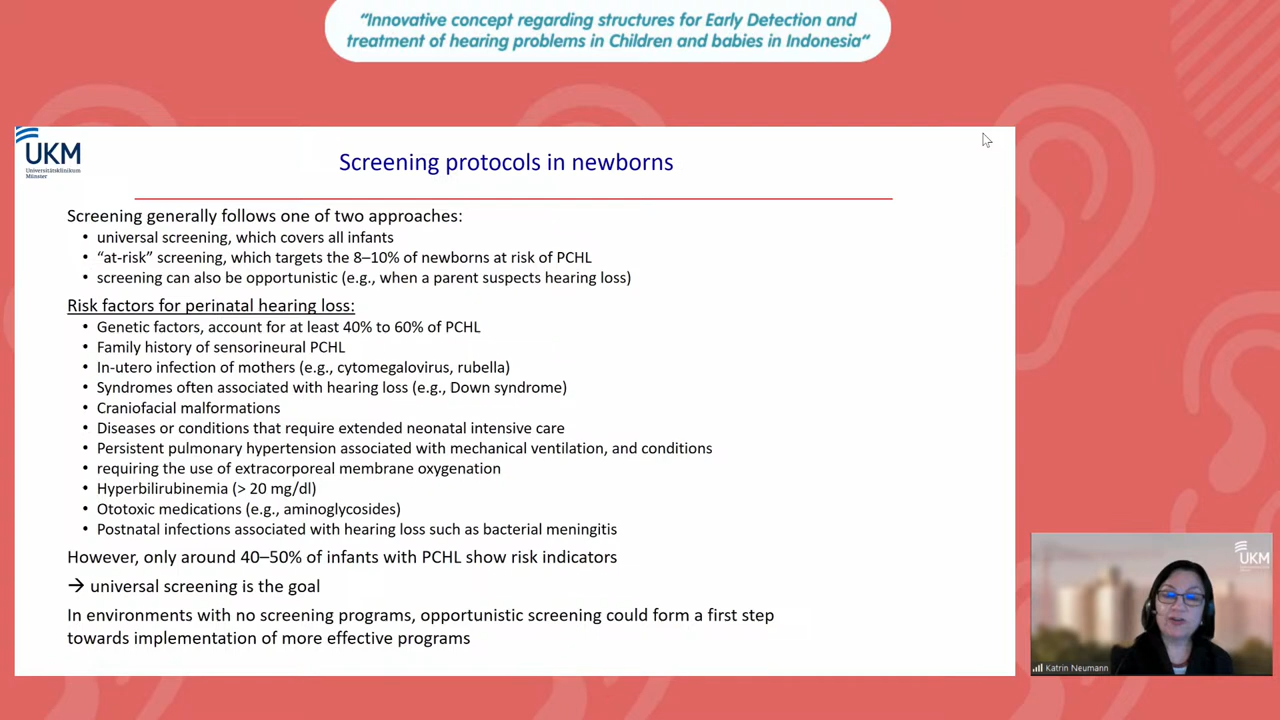 “Innovative concept regarding structures for Early Detection and
treatment of hearing problems in Children and babies in Indonesia“
UKM
Universitätsklinikum
Münster
Screening protocols in newborns
Screening generally follows one of two approaches:
• universal screening, which covers all infants
• “at-risk” screening, which targets the 8–10% of newborns at risk of PCHL
• screening can also be opportunistic (e.g., when a parent suspects hearing loss)
Risk factors for perinatal hearing loss:
• Genetic factors, account for at least 40% to 60% of PCHL
• Family history of sensorineural PCHL
• In-utero infection of mothers (e.g., cytomegalovirus, rubella)
• Syndromes often associated with hearing loss (e.g., Down syndrome)
• Craniofacial malformations
• Diseases or conditions that require extended neonatal intensive care
• Persistent pulmonary hypertension associated with mechanical ventilation, and conditions
• requiring the use of extracorporeal membrane oxygenation
• Hyperbilirubinemia (> 20 mg/dl)
• Ototoxic medications (e.g., aminoglycosides)
• Postnatal infections associated with hearing loss such as bacterial meningitis
However, only around 40–50% of infants with PCHL show risk indicators
→ universal screening is the goal
In environments with no screening programs, opportunistic screening could form a first step
towards implementation of more effective programs
UKM
Katrin Neumann